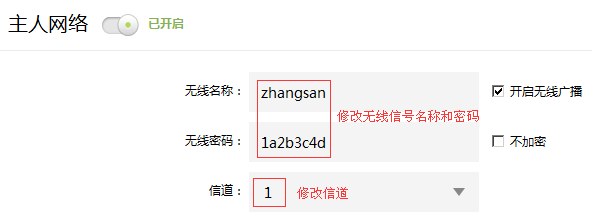 主人网络 已开启
无线名称： zhangsan 开启无线广播
修改无线信号名称和密码
无线密码： 1a2b3c4d 不加密
信道： 1 修改信道